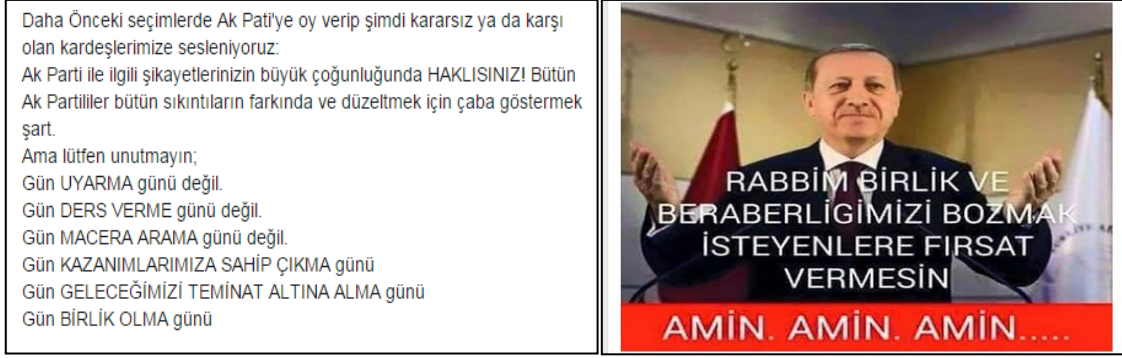 Daha Önceki seçimlerde Ak Pati'ye oy verip şimdi kararsız ya da karşı
olan kardeşlerimize sesleniyoruz:
Ak Parti ile ilgili şikayetlerinizin büyük çoğunluğunda HAKLISINIZ! Bütün
Ak Partililer bütün sıkıntıların farkında ve düzeltmek için çaba göstermek
şart.
Ama lütfen unutmayın;
Gün UYARMA günü değil.
Gün DERS VERME günü değil.
Gün MACERA ARAMA günü değil.
Gün KAZANIMLARIMIZA SAHİP ÇIKMA günü
Gün GELECEĞİMİZİ TEMİNAT ALTINA ALMA günü
Gün BİRLİK OLMA günü
RABBİM BİRLİK VE
BERABERLİGİMİZİ BOZMAK
İSTEYENLERE FIRSAT
VERMESİN
AMİN. AMİN. AMİN.....